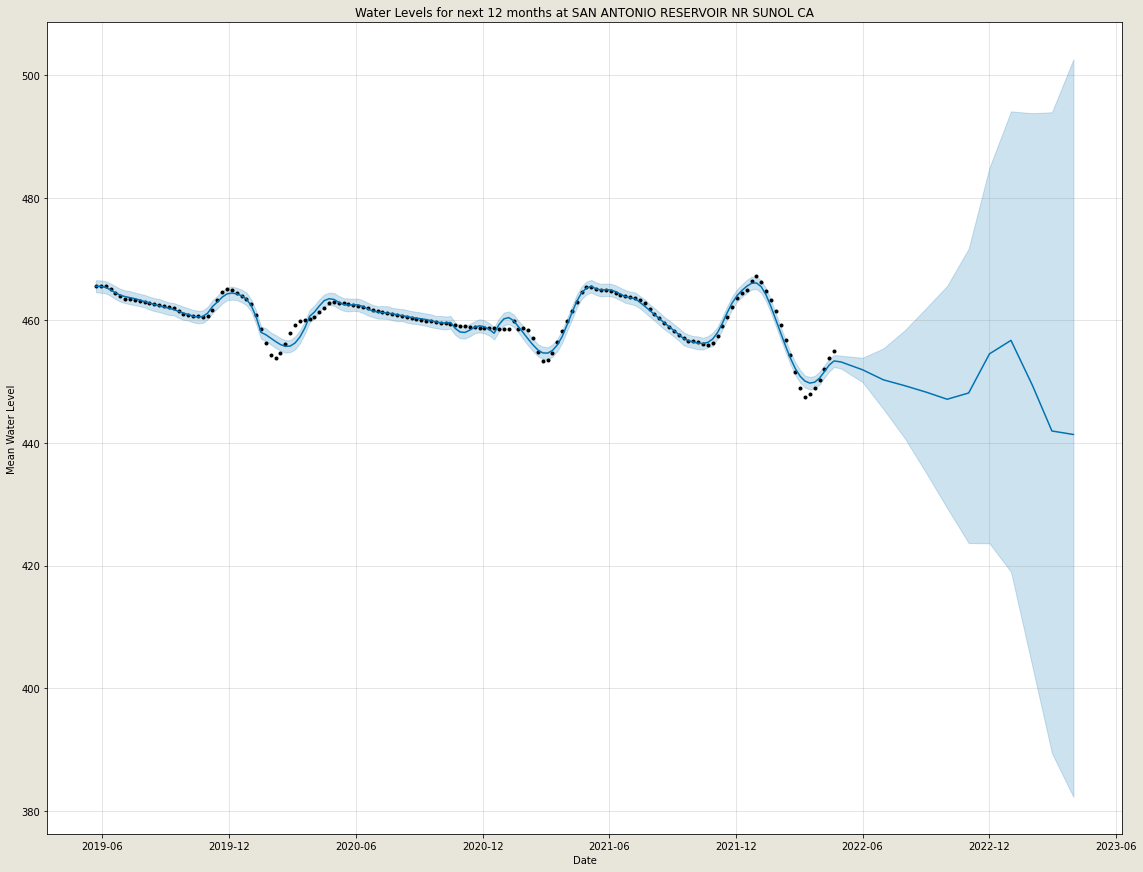 Water Levels for next 12 months at SAN ANTONIO RESERVOIR NR SUNOL CA
Mean Water Level
500
480
460
440
420
400
380
2019-06 2019-12 2020-06 2020-12 2021-06 2021-12 2022-06 2022-12 2023-06
Date